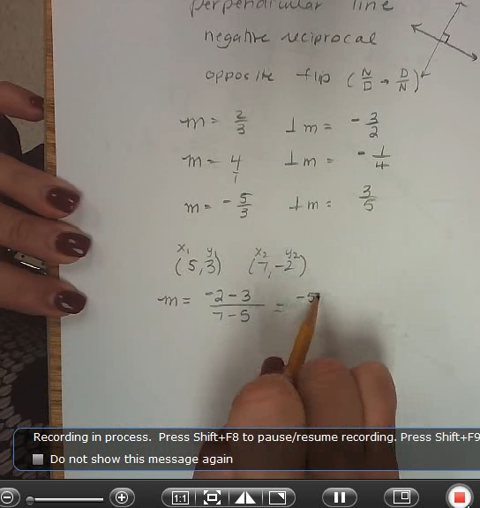 perpendicular line
negative reciprocal
opposite flip (N/D → D/N)
m = 2/3 ⊥ m = -3/2
m = 4/1 ⊥ m = -1/4
m = -5/3 ⊥ m = 3/5
x1 y x2 y2
(5,3) (7,-2)
m = -2-3/7-5 = -5
Recording in process. Press Shift+F8 to pause/resume recording. Press Shift+F9
Do not show this message again
1:1